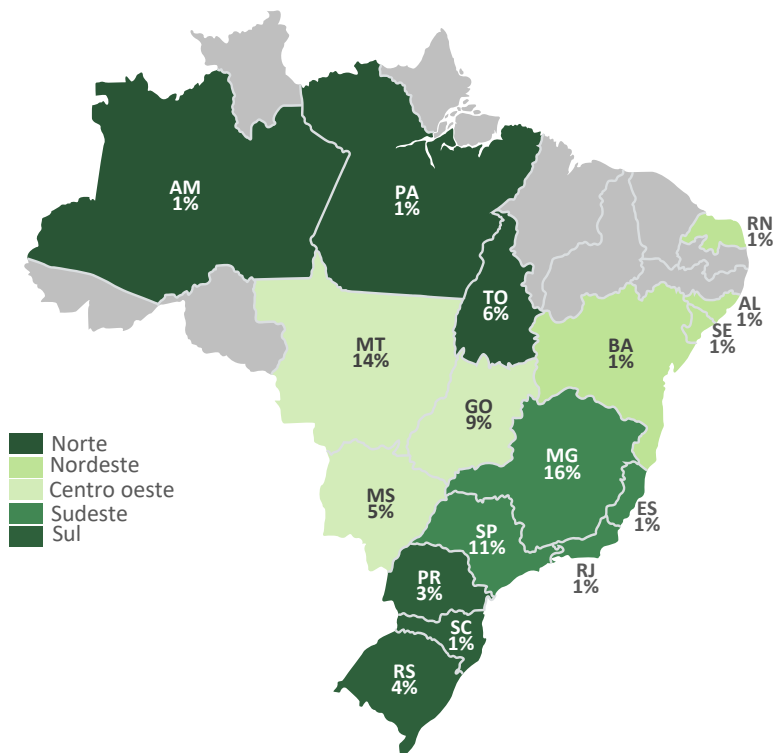 AM
1%
PA
1%
RN
1%
TO
6%
AL
1%
SE
1%
MT
14%
BA
1%
GO
9%
Norte
Nordeste
Centro oeste
Sudeste
Sul
MG
16%
MS
5%
ES
1%
SP
11%
RJ
1%
PR
3%
SC
1%
RS
4%